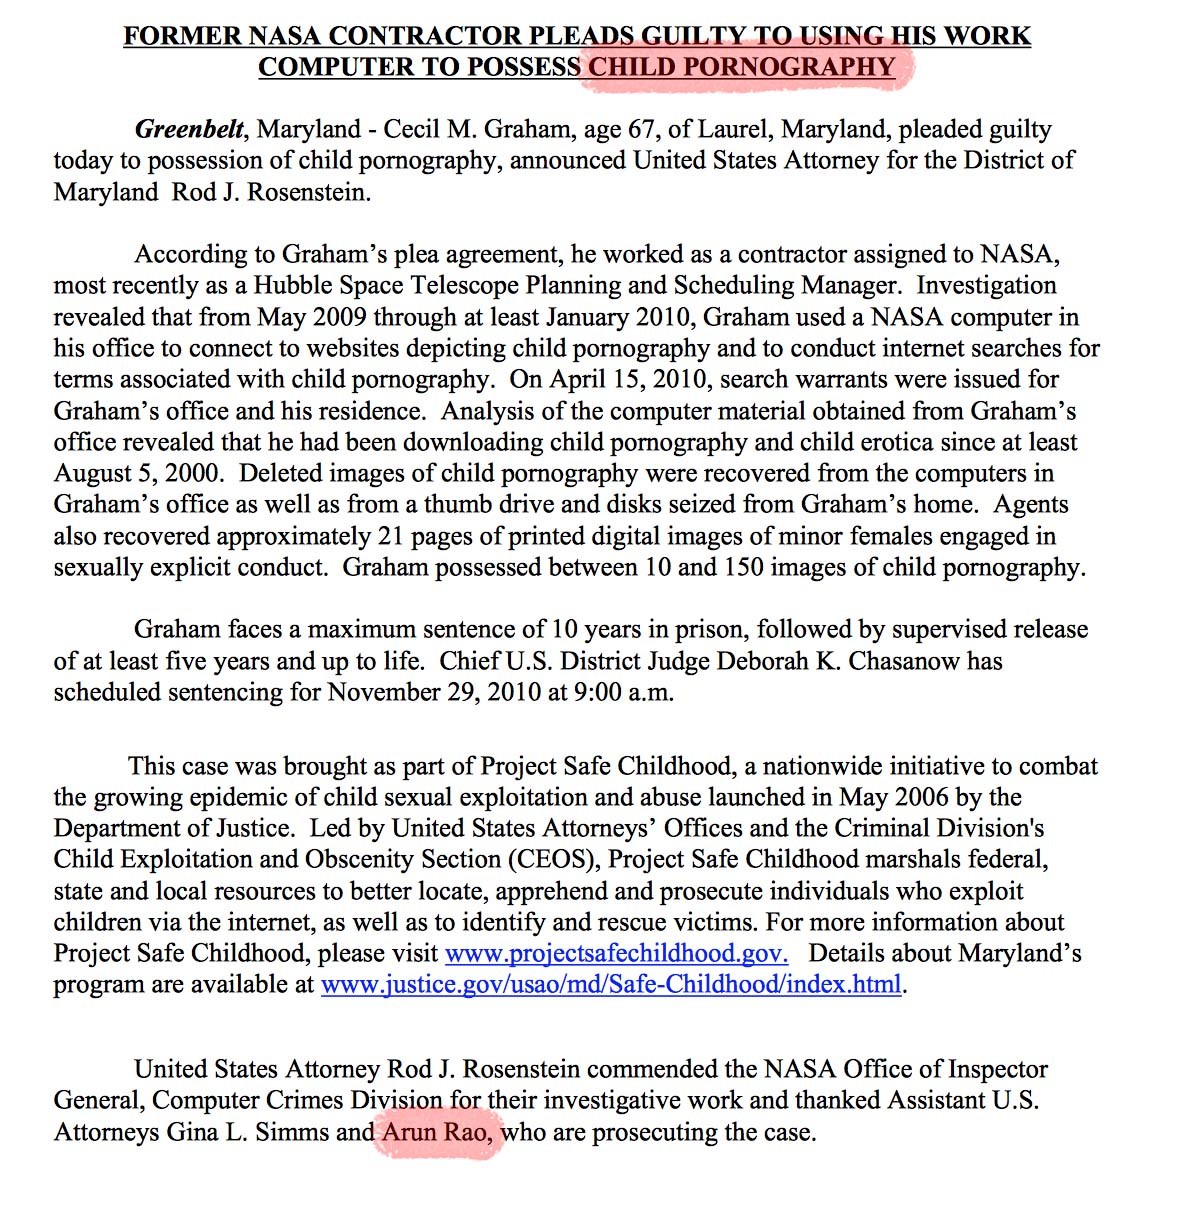 FORMER NASA CONTRACTOR PLEADS GUILTY TO USING HIS WORK
COMPUTER TO POSSESS CHILD PORNOGRAPHY
Greenbelt, Maryland - Cecil M. Graham, age 67, of Laurel, Maryland, pleaded guilty
today to possession of child pornography, announced United States Attorney for the District of
Maryland  Rod J. Rosenstein.
According to Graham’s plea agreement, he worked as a contractor assigned to NASA,
most recently as a Hubble Space Telescope Planning and Scheduling Manager.  Investigation
revealed that from May 2009 through at least January 2010, Graham used a NASA computer in
his office to connect to websites depicting child pornography and to conduct internet searches for
terms associated with child pornography.  On April 15, 2010, search warrants were issued for
Graham’s office and his residence.  Analysis of the computer material obtained from Graham’s
office revealed that he had been downloading child pornography and child erotica since at least
August 5, 2000.  Deleted images of child pornography were recovered from the computers in
Graham’s office as well as from a thumb drive and disks seized from Graham’s home.  Agents
also recovered approximately 21 pages of printed digital images of minor females engaged in
sexually explicit conduct.  Graham possessed between 10 and 150 images of child pornography.
Graham faces a maximum sentence of 10 years in prison, followed by supervised release
of at least five years and up to life.  Chief U.S. District Judge Deborah K. Chasanow has
scheduled sentencing for November 29, 2010 at 9:00 a.m.
This case was brought as part of Project Safe Childhood, a nationwide initiative to combat
the growing epidemic of child sexual exploitation and abuse launched in May 2006 by the
Department of Justice.  Led by United States Attorneys’ Offices and the Criminal Division's
Child Exploitation and Obscenity Section (CEOS), Project Safe Childhood marshals federal,
state and local resources to better locate, apprehend and prosecute individuals who exploit
children via the internet, as well as to identify and rescue victims. For more information about
Project Safe Childhood, please visit www.projectsafechildhood.gov.   Details about Maryland’s
program are available at www.justice.gov/usao/md/Safe-Childhood/index.html.
United States Attorney Rod J. Rosenstein commended the NASA Office of Inspector
General, Computer Crimes Division for their investigative work and thanked Assistant U.S.
Attorneys Gina L. Simms and Arun Rao, who are prosecuting the case.